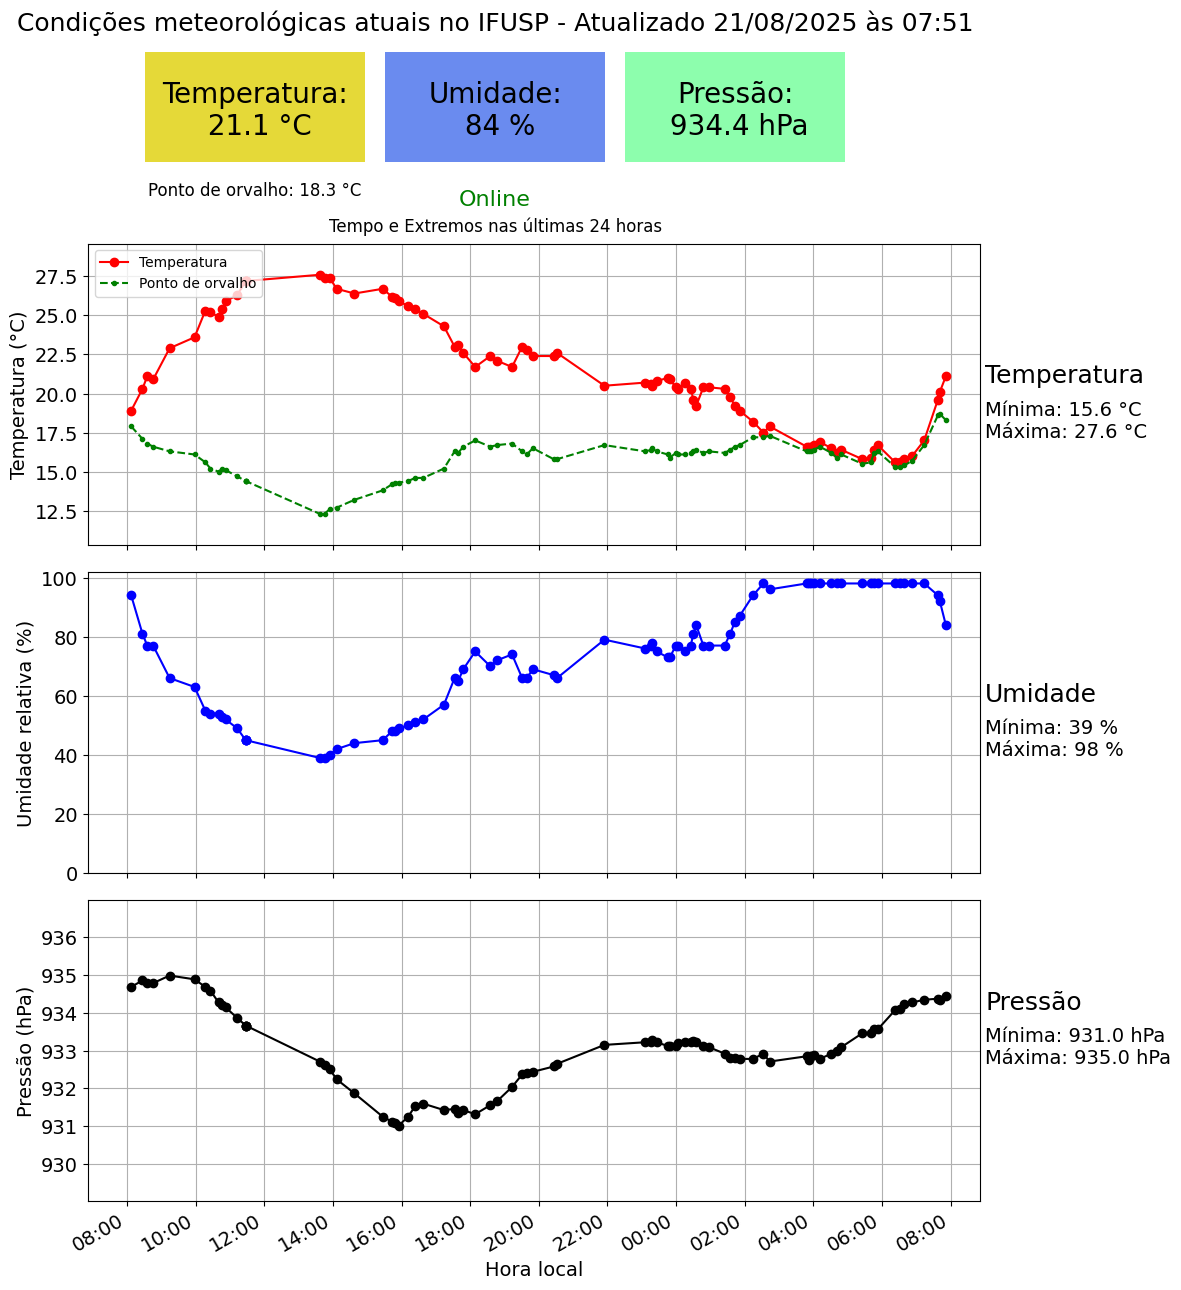 Condições meteorológicas atuais no IFUSP - Atualizado 21/08/2025 às 07:51
Temperatura:
21.1 °C
Umidade:
84 %
Pressão:
934.4 hPa
Ponto de orvalho: 18.3 °C
Online
Tempo e Extremos nas últimas 24 horas
Temperatura
Ponto de orvalho
Temperatura (°C)
27.5
25.0
22.5
20.0
17.5
15.0
12.5
Temperatura
Mínima: 15.6 °C
Máxima: 27.6 °C
Umidade relativa (%)
100
80
60
40
20
0
Umidade
Mínima: 39 %
Máxima: 98 %
Pressão (hPa)
936
935
934
933
932
931
930
Pressão
Mínima: 931.0 hPa
Máxima: 935.0 hPa
08:00
10:00
12:00
14:00
16:00
18:00
20:00
22:00
00:00
02:00
04:00
06:00
08:00
Hora local